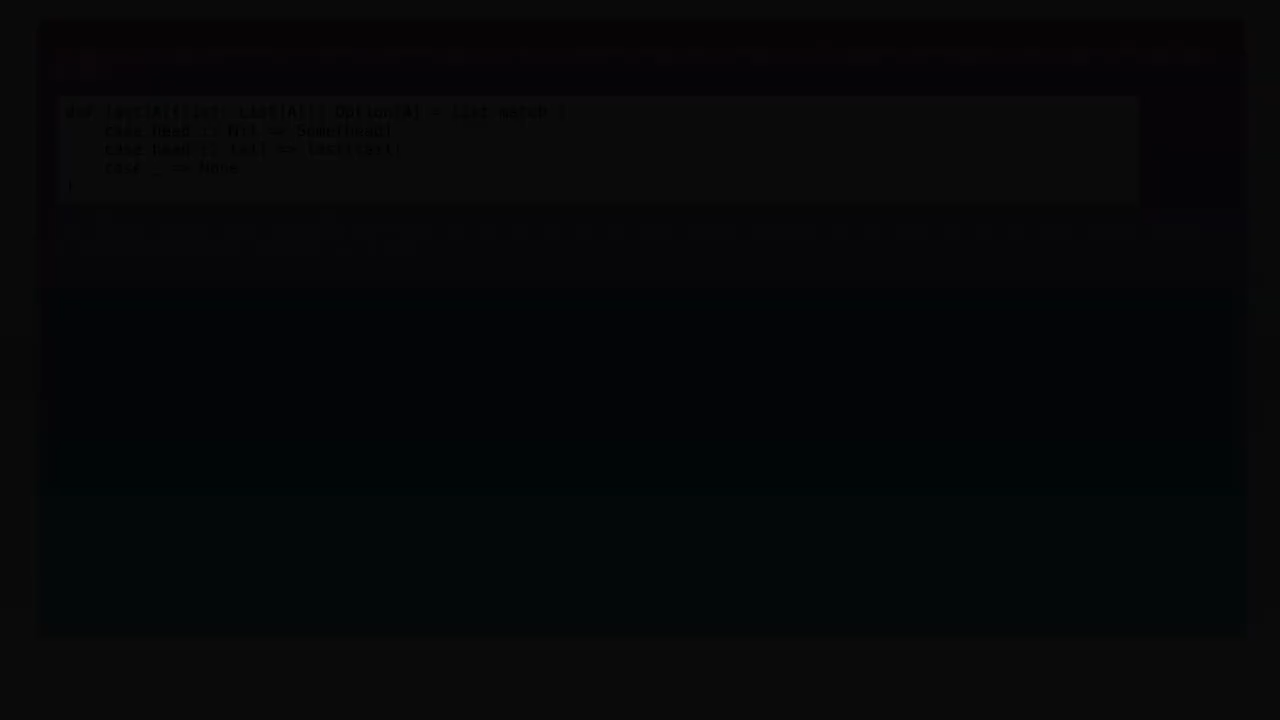 def last[A](list: List[A]): Option[A] = list match {
    case head :: Nil => Some(head)
    case head :: tail => last(tail)
    case _ => None
}